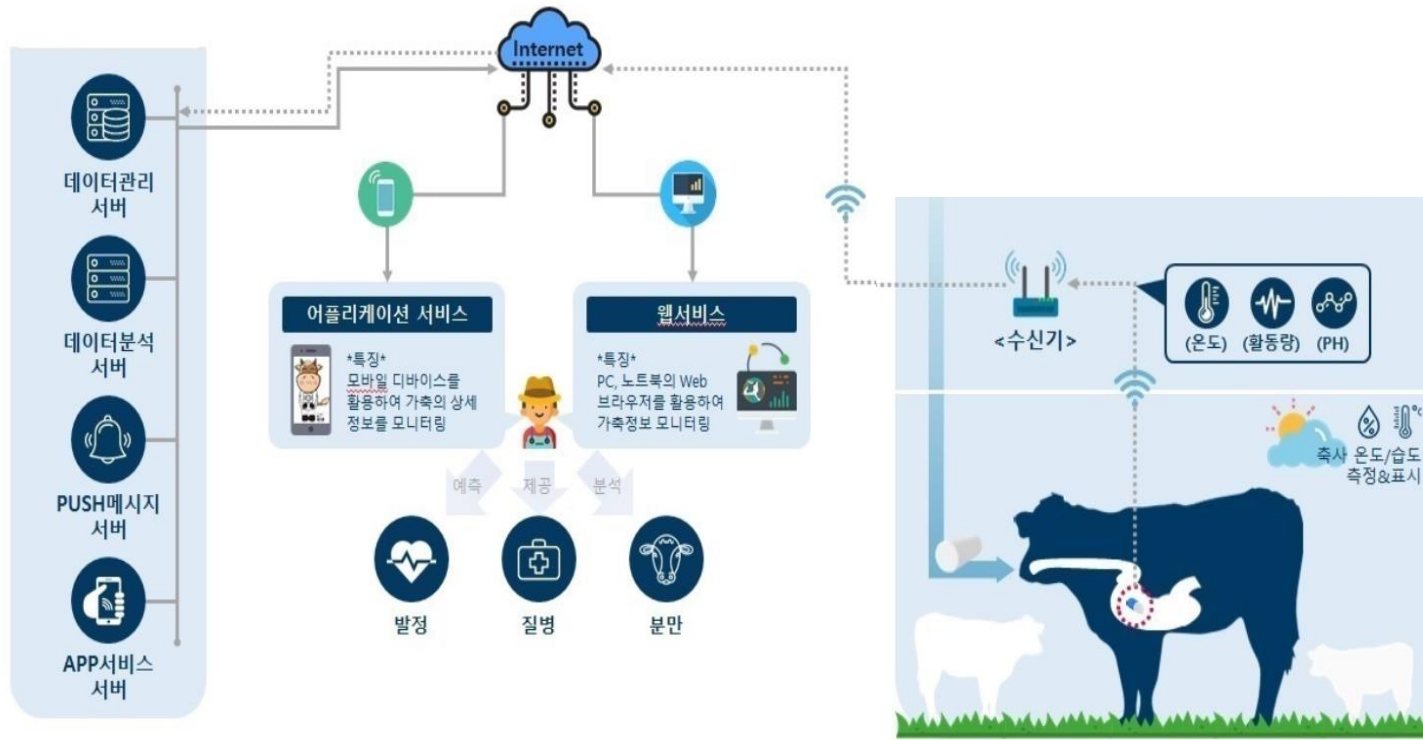 Internet
데이터관리
서버
데이터분석
서버
PUSH메시지
서버
APP서비스
서버
어플리케이션 서비스
*특징*
모바일 디바이스를
활용하여 가축의 상세
정보를 모니터링
웹서비스
*특징*
PC, 노트북의 Web
브라우저를 활용하여
가축정보 모니터링
예측
제공
분석
발정
질병
분만
<수신기>
(온도)
(활동량)
(PH)
%
°C
축사 온도/습도
측정&표시